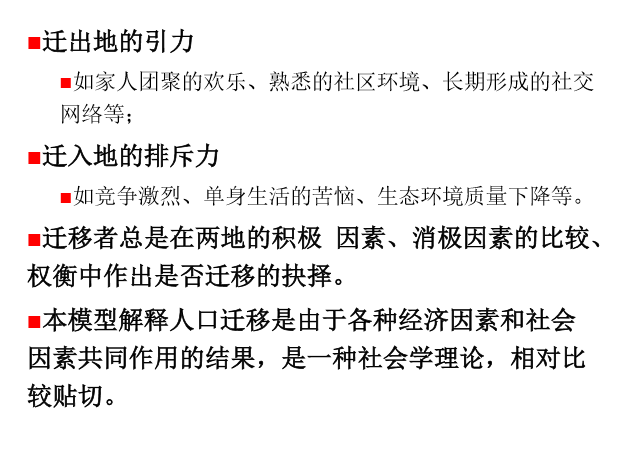 ■迁出地的引力
■如家人团聚的欢乐、熟悉的社区环境、长期形成的社交
网络等；
■迁入地的排斥力
■如竞争激烈、单身生活的苦恼、生态环境质量下降等。
■迁移者总是在两地的积极 因素、消极因素的比较、
权衡中作出是否迁移的抉择。
■本模型解释人口迁移是由于各种经济因素和社会
因素共同作用的结果，是一种社会学理论，相对比
较贴切。